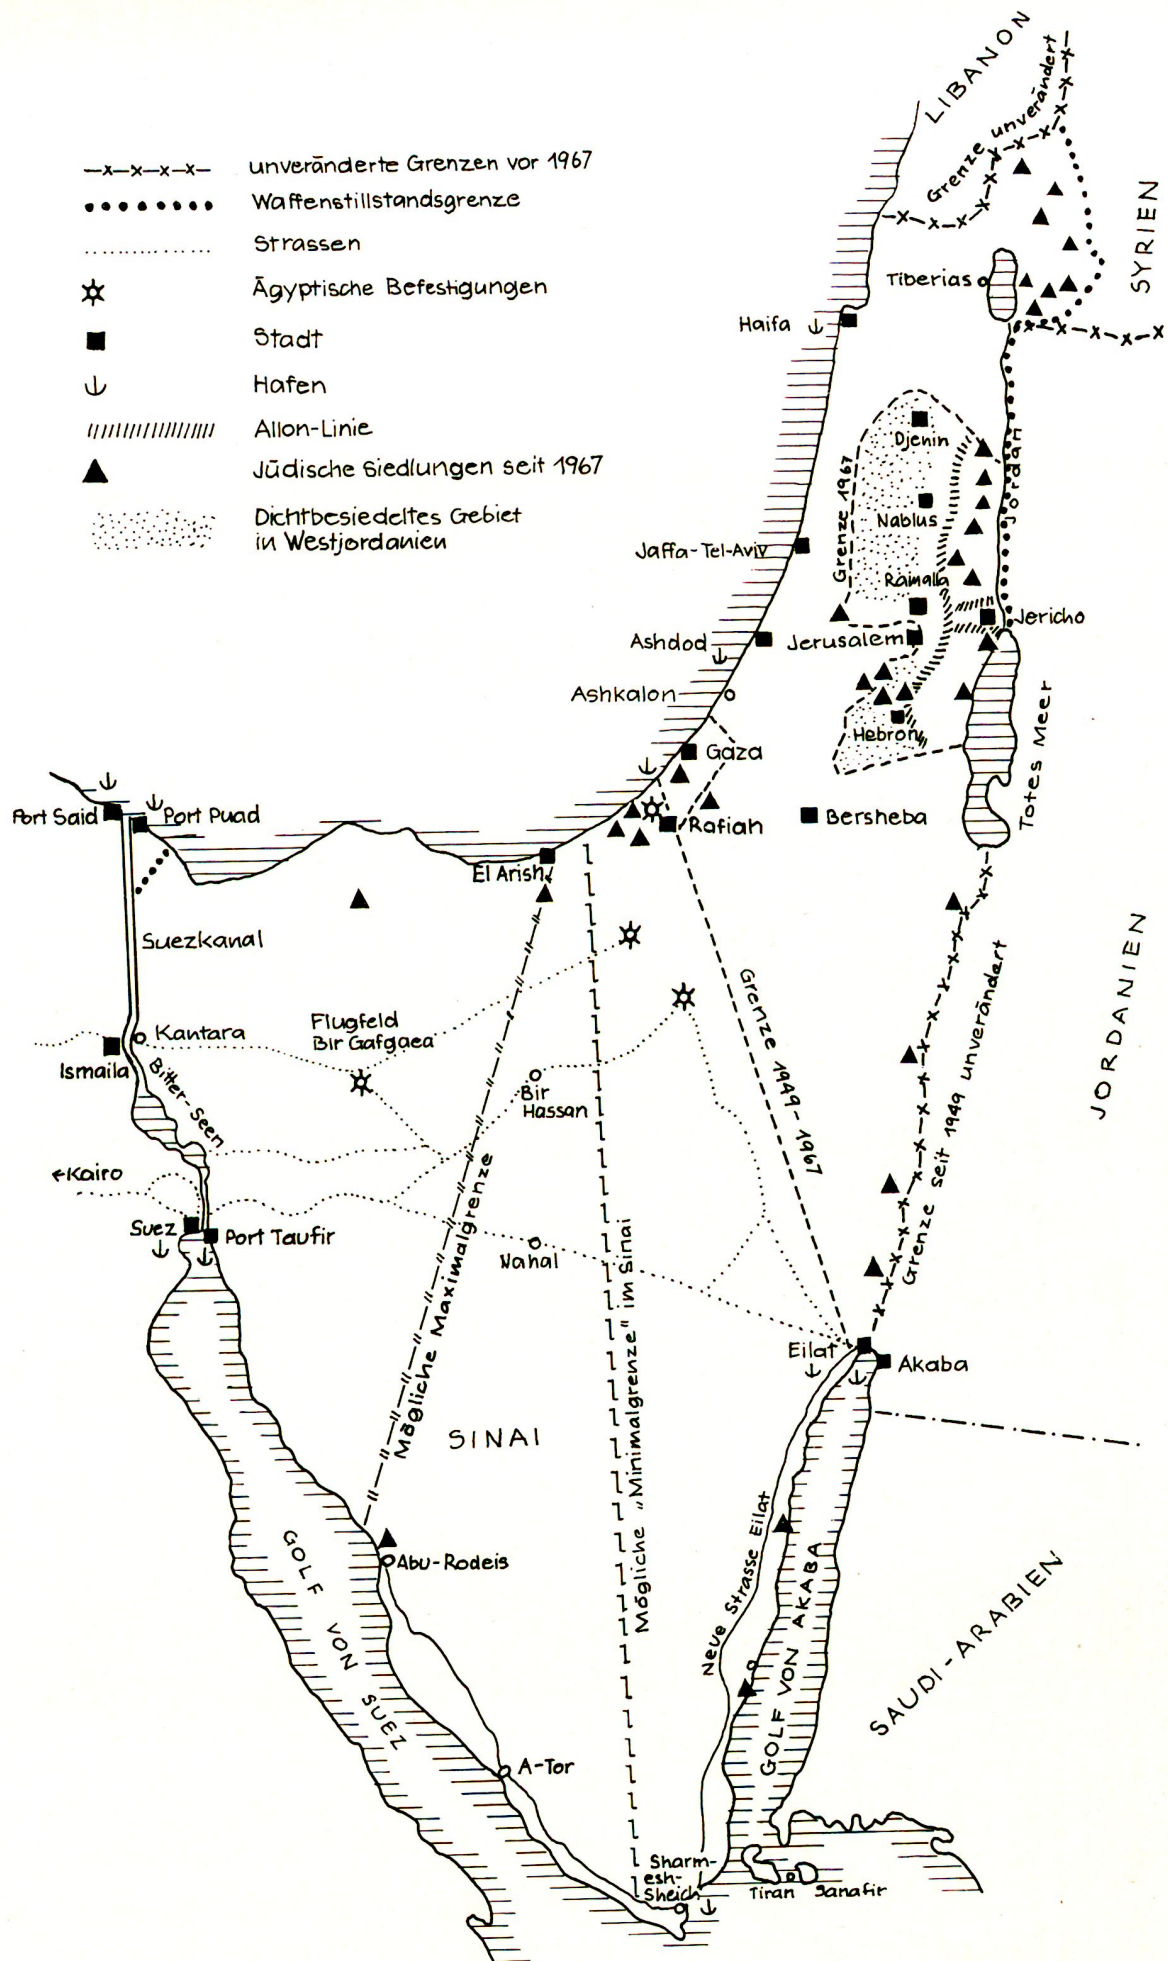 unveränderte Grenzen vor 1967
Waffenstillstandsgrenze
Strassen
Ägyptische Befestigungen
Stadt
Hafen
Allon-Linie
Jüdische Siedlungen seit 1967
Dichtbesiedeltes Gebiet
in Westjordanien
LIBANON
Grenze unverändert
SYRIEN
Tiberias
Haifa
Djenin
Grenze 1967
Jordan
Nablus
Jaffa-Tel-Aviv
Ramalla
Jericho
Ashdod
Jerusalem
Ashkalon
Hebron
Totes Meer
Gaza
Port Said
Port Puad
Rafiah
Bersheba
El Arish
Suezkanal
JORDANIEN
Grenze 1949-1967
Grenze seit 1949 unverändert
Kantara
Flugfeld
Bir Gafgaea
Ismaila
Bitter-Seen
Bir
Hassan
←Kairo
Suez
Port Taufir
Nahal
Mögliche Maximalgrenze
Mögliche „Minimalgrenze" im Sinai
Eilat
Akaba
SINAI
Neue Strasse Eilat
GOLF VON AKABA
Abu-Rodeis
GOLF VON SUEZ
SAUDI-ARABIEN
A-Tor
Sharm-
esh-
Sheich
Tiran
Sanafir